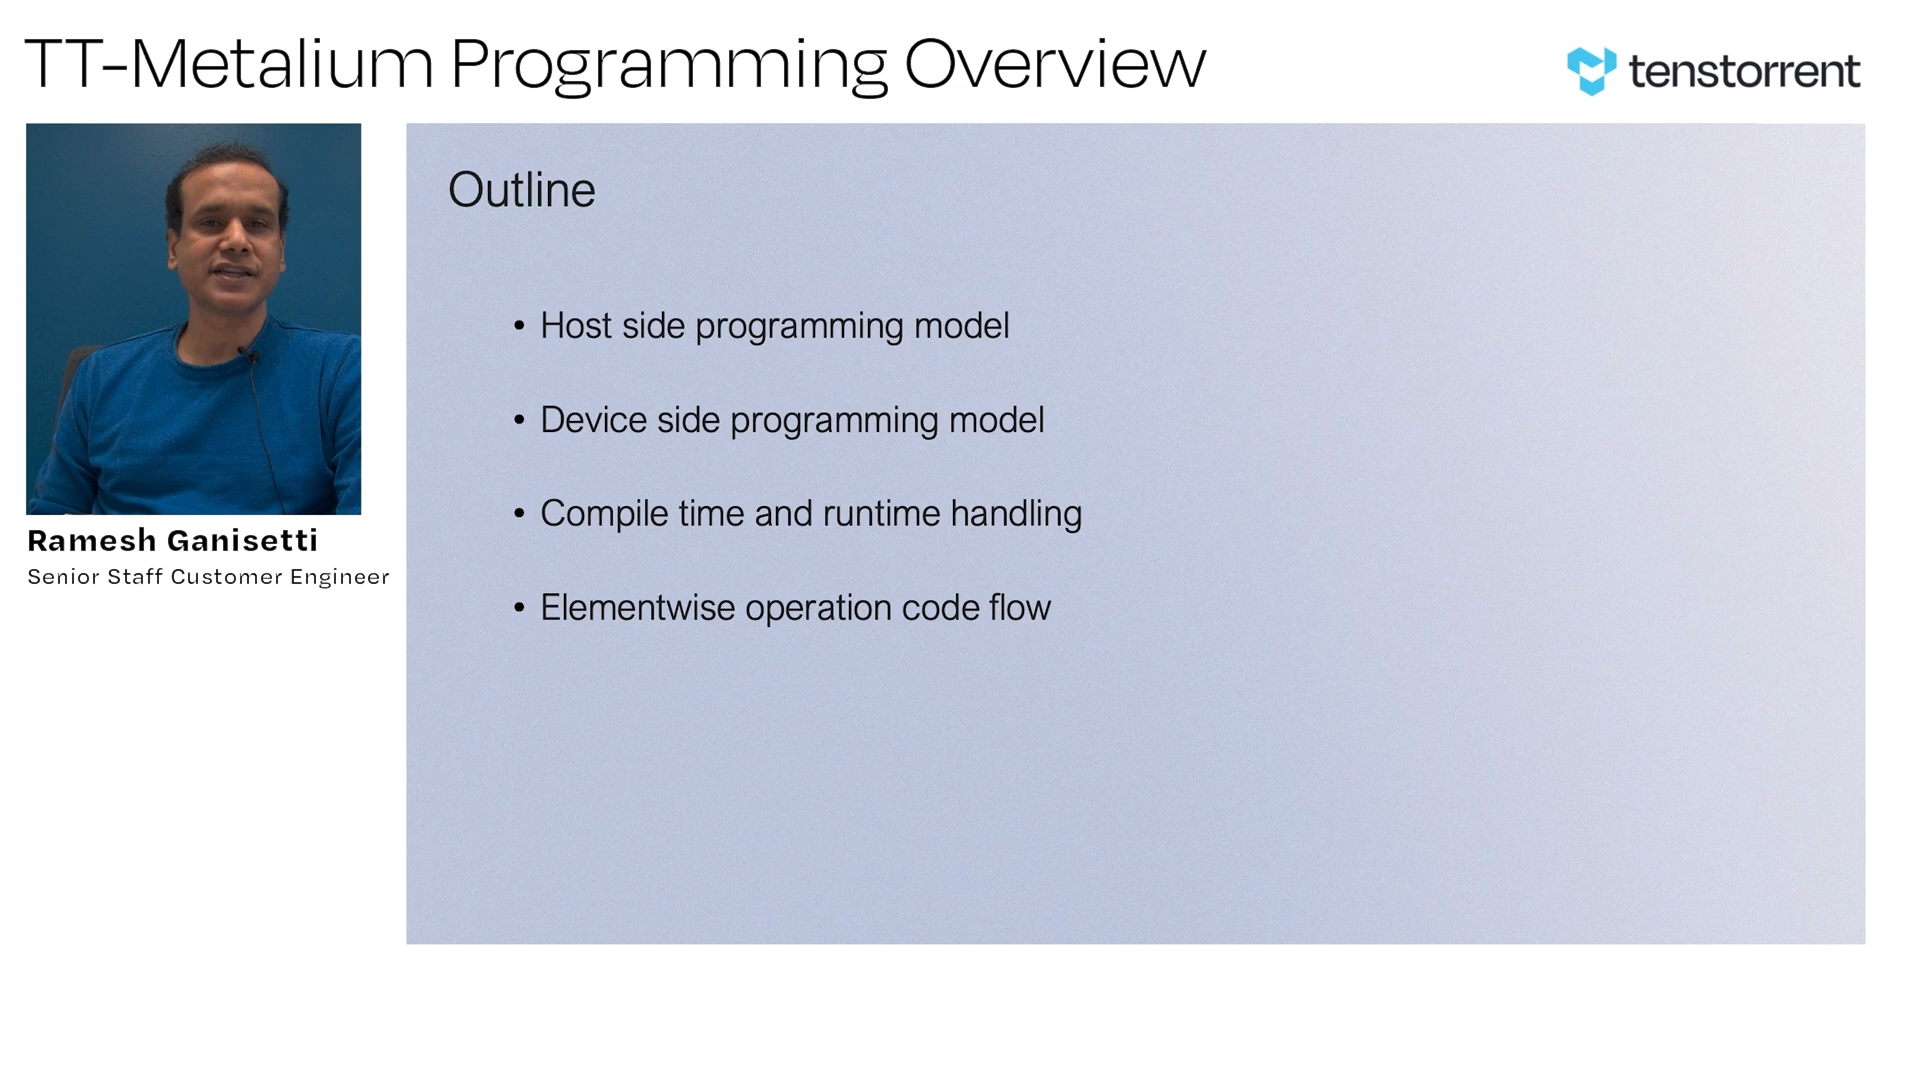 TT-Metalium Programming Overview
tenstorrent
Ramesh Ganisetti
Senior Staff Customer Engineer
Outline
• Host side programming model
• Device side programming model
• Compile time and runtime handling
• Elementwise operation code flow